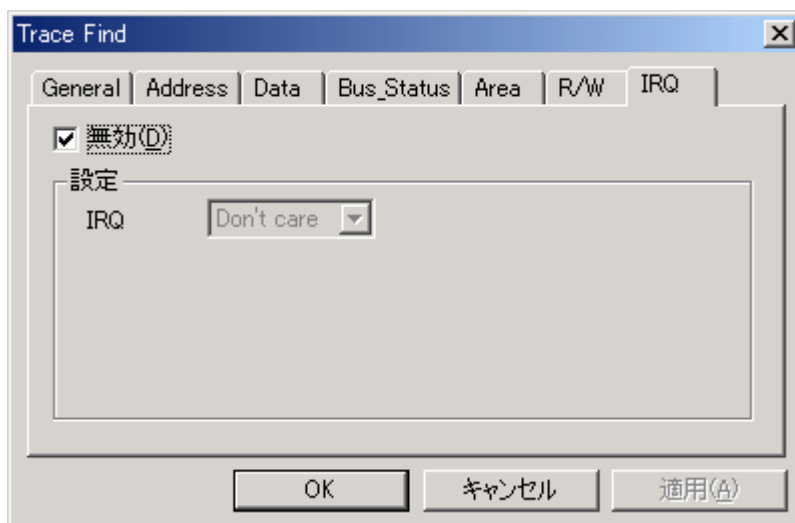 Trace Find
General Address Data Bus_Status Area R/W IRQ
無効(D)
設定
IRQ Don't care
OK キャンセル 適用(A)